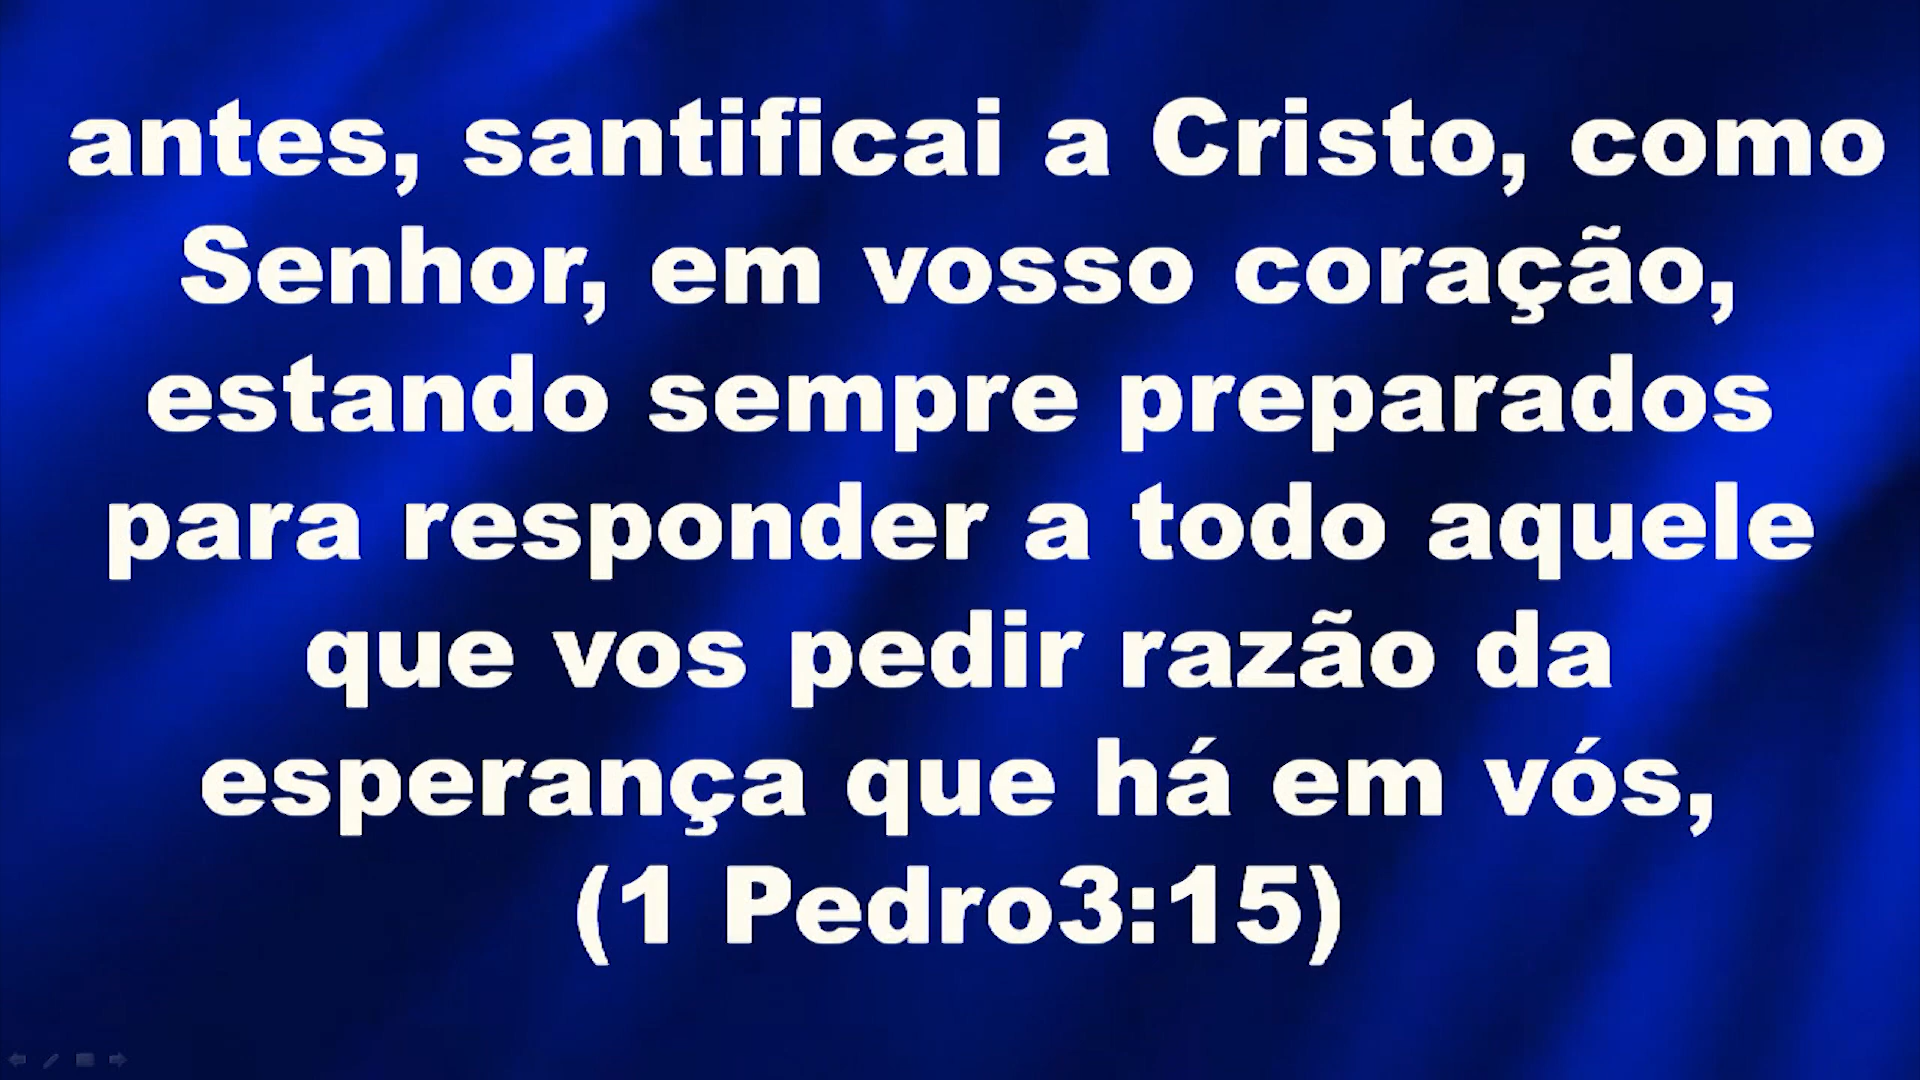 antes, santificai a Cristo, como
Senhor, em vosso coração,
estando sempre preparados
para responder a todo aquele
que vos pedir razão da
esperança que há em vós,
(1 Pedro3:15)